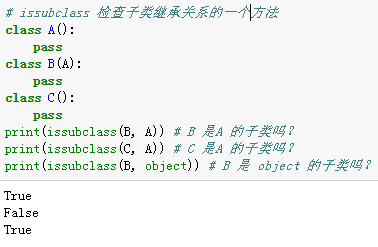 # issubclass 检查子类继承关系的一个方法
class A():
    pass
class B(A):
    pass
class C():
    pass
print(issubclass(B, A)) # B 是A 的子类吗？
print(issubclass(C, A)) # C 是A 的子类吗？
print(issubclass(B, object)) # B 是 object 的子类吗？
True
False
True